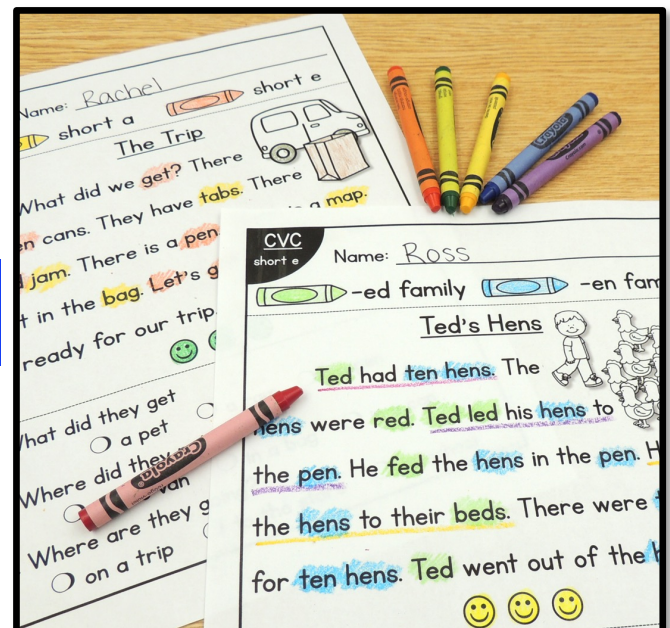 Name: Rachel
short a short e
The Trip
What did we get? There
cans. They have tabs. There
a map.
jam. There is a pen
in the bag. Let's g
ready for our trip
What did they get
a pet
Where did they
van
Where are they g
on a trip
Crayola
Crayola
CVC
short e
Name: Ross
-ed family -en fam
Ted's Hens
Ted had ten hens. The
hens were red. Ted led his hens to
the pen. He fed the hens in the pen. H
the hens to their beds. There were
for ten hens. Ted went out of the h